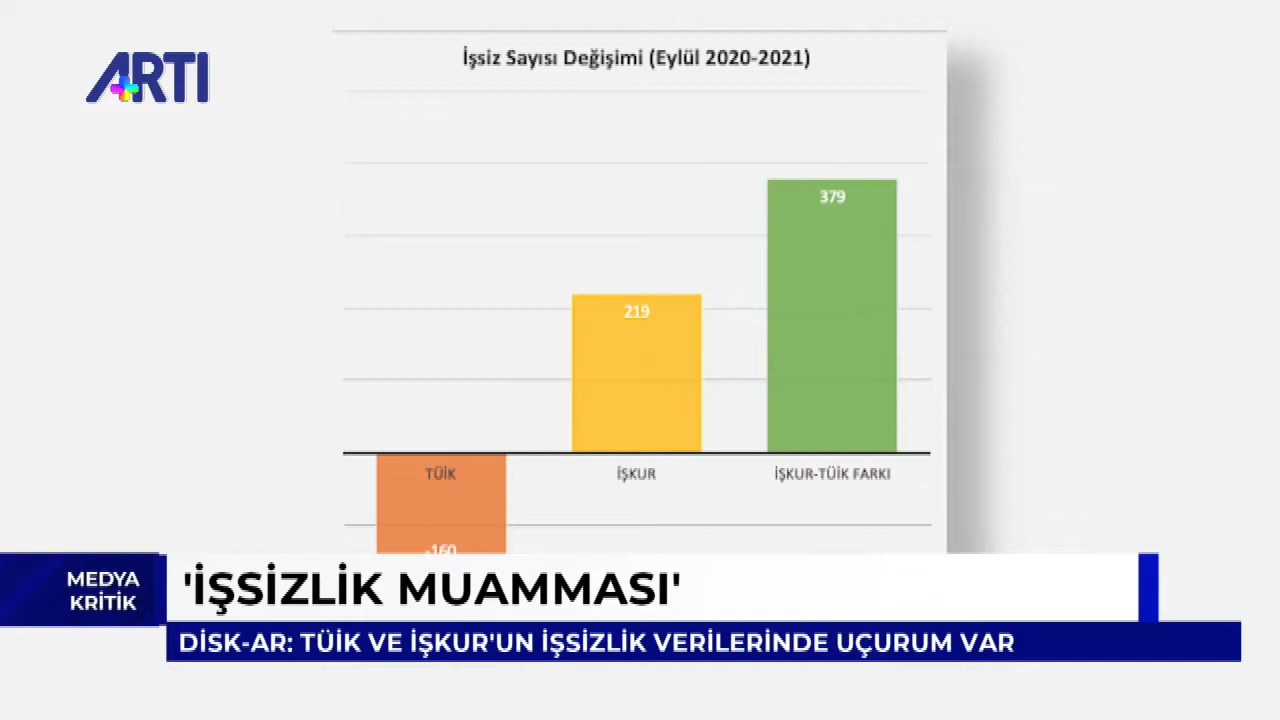 ARTI
İşsiz Sayısı Değişimi (Eylül 2020-2021)
379
219
TÜİK
İŞKUR
İŞKUR-TÜİK FARKI
-160
MEDYA
KRİTİK
'İŞSİZLİK MUAMMASI'
DİSK-AR: TÜİK VE İŞKUR'UN İŞSİZLİK VERİLERİNDE UÇURUM VAR